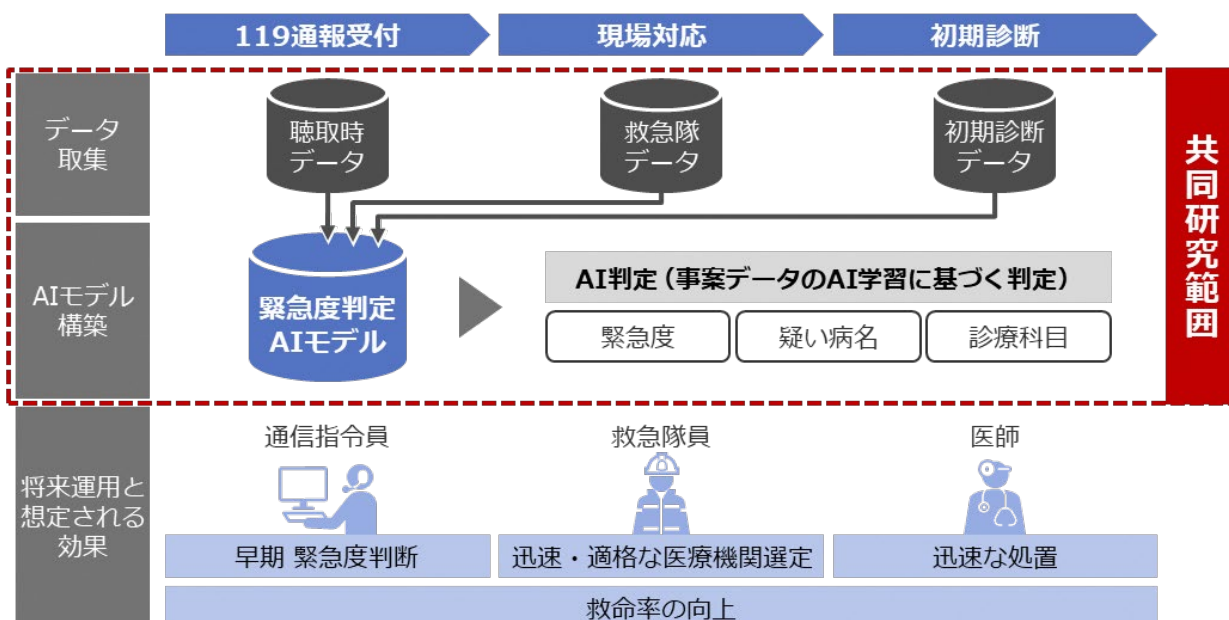 119通報受付
現場対応
初期診断
データ
取集
聴取時
データ
救急隊
データ
初期診断
データ
共同研究範囲
AIモデル
構築
緊急度判定
AIモデル
AI判定（事案データのAI学習に基づく判定）
緊急度
疑い病名
診療科目
将来運用と
想定される
効果
通信指令員
救急隊員
医師
早期 緊急度判断
迅速・適格な医療機関選定
迅速な処置
救命率の向上